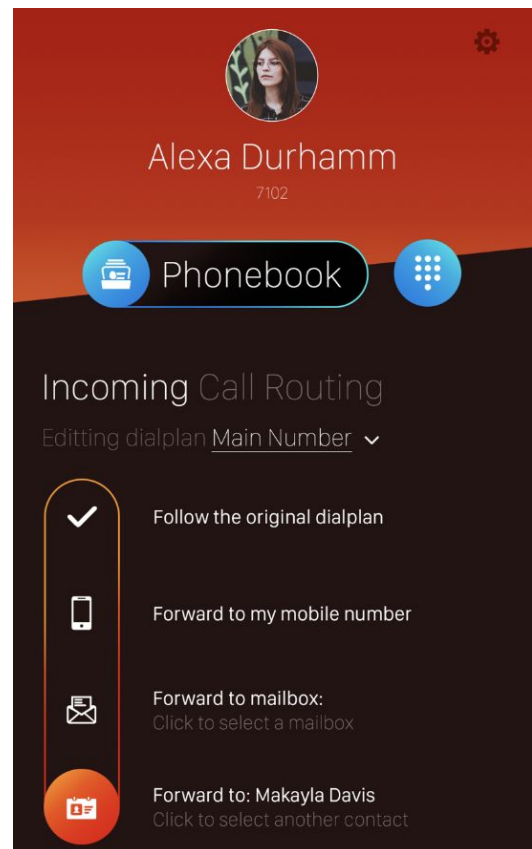 Alexa Durhamm
7102
Phonebook
Incoming Call Routing
Editting dialplan Main Number
Follow the original dialplan
Forward to my mobile number
Forward to mailbox:
Click to select a mailbox
Forward to: Makayla Davis
Click to select another contact